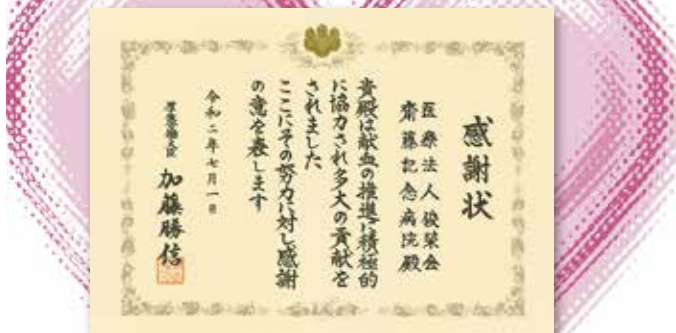 感謝状
医療法人俊栞会
齋藤記念病院殿
貴殿は献血の推進に積極的
に協力され多大の貢献を
されました
ここにその努力に対し感謝
の意を表します
令和二年七月一日
厚生労働大臣
加藤勝信